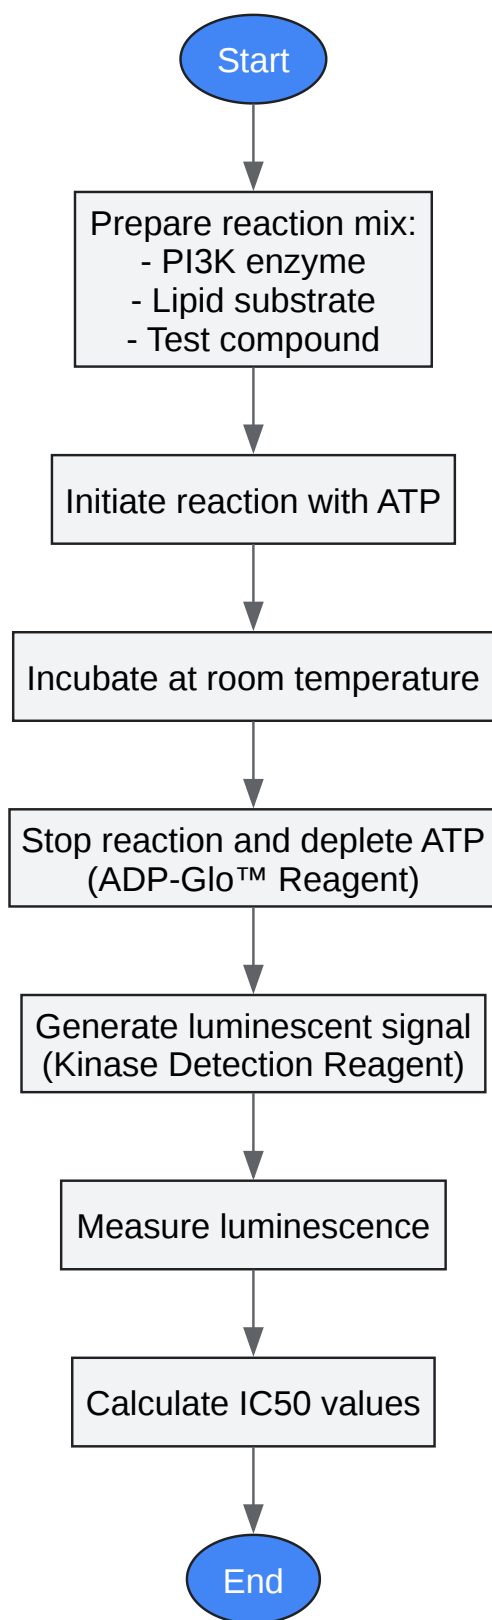 Start
Prepare reaction mix:
- PI3K enzyme
- Lipid substrate
- Test compound
Initiate reaction with ATP
Incubate at room temperature
Stop reaction and deplete ATP
(ADP-Glo™ Reagent)
Generate luminescent signal
(Kinase Detection Reagent)
Measure luminescence
Calculate IC50 values
End